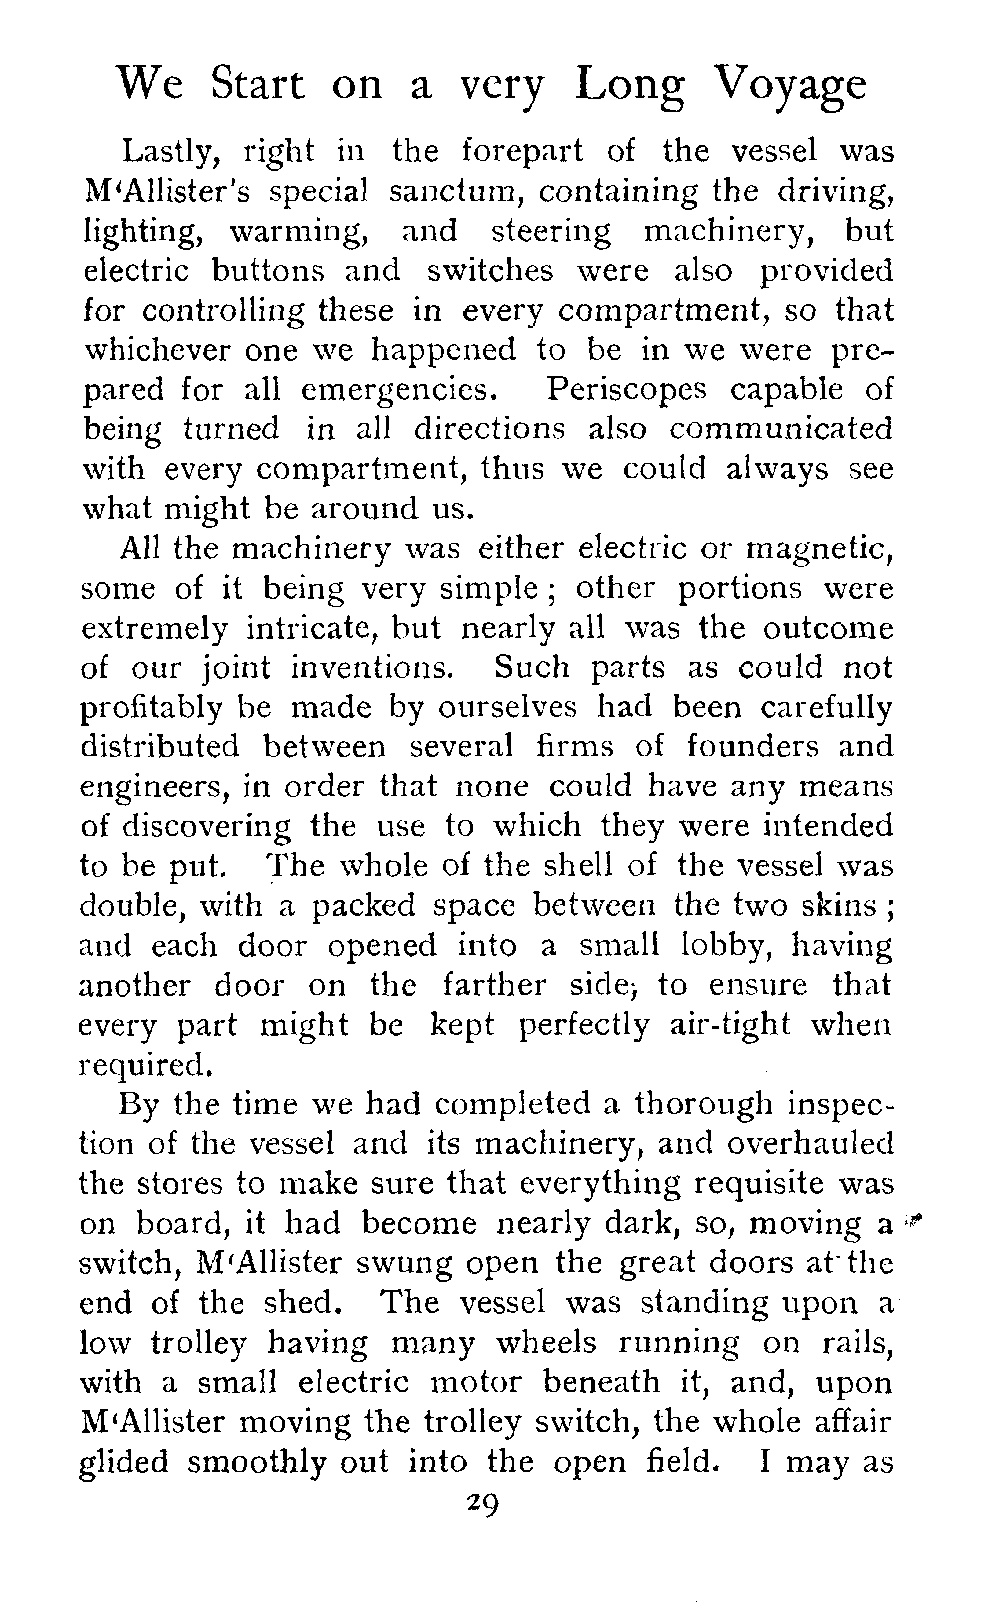 We Start on a very Long Voyage
Lastly, right in the forepart of the vessel was
M‘Allister's special sanctum, containing the driving,
lighting, warming, and steering machinery, but
electric buttons and switches were also provided
for controlling these in every compartment, so that
whichever one we happened to be in we were pre-
pared for all emergencies. Periscopes capable of
being turned in all directions also communicated
with every compartment, thus we could always see
what might be around us.
All the machinery was either electric or magnetic,
some of it being very simple ; other portions were
extremely intricate, but nearly all was the outcome
of our joint inventions. Such parts as could not
profitably be made by ourselves had been carefully
distributed between several firms of founders and
engineers, in order that none could have any means
of discovering the use to which they were intended
to be put. The whole of the shell of the vessel was
double, with a packed space between the two skins ;
and each door opened into a small lobby, having
another door on the farther side, to ensure that
every part might be kept perfectly air-tight when
required.
By the time we had completed a thorough inspec-
tion of the vessel and its machinery, and overhauled
the stores to make sure that everything requisite was
on board, it had become nearly dark, so, moving a
switch, M‘Allister swung open the great doors at the
end of the shed. The vessel was standing upon a
low trolley having many wheels running on rails,
with a small electric motor beneath it, and, upon
M‘Allister moving the trolley switch, the whole affair
glided smoothly out into the open field. I may as
29